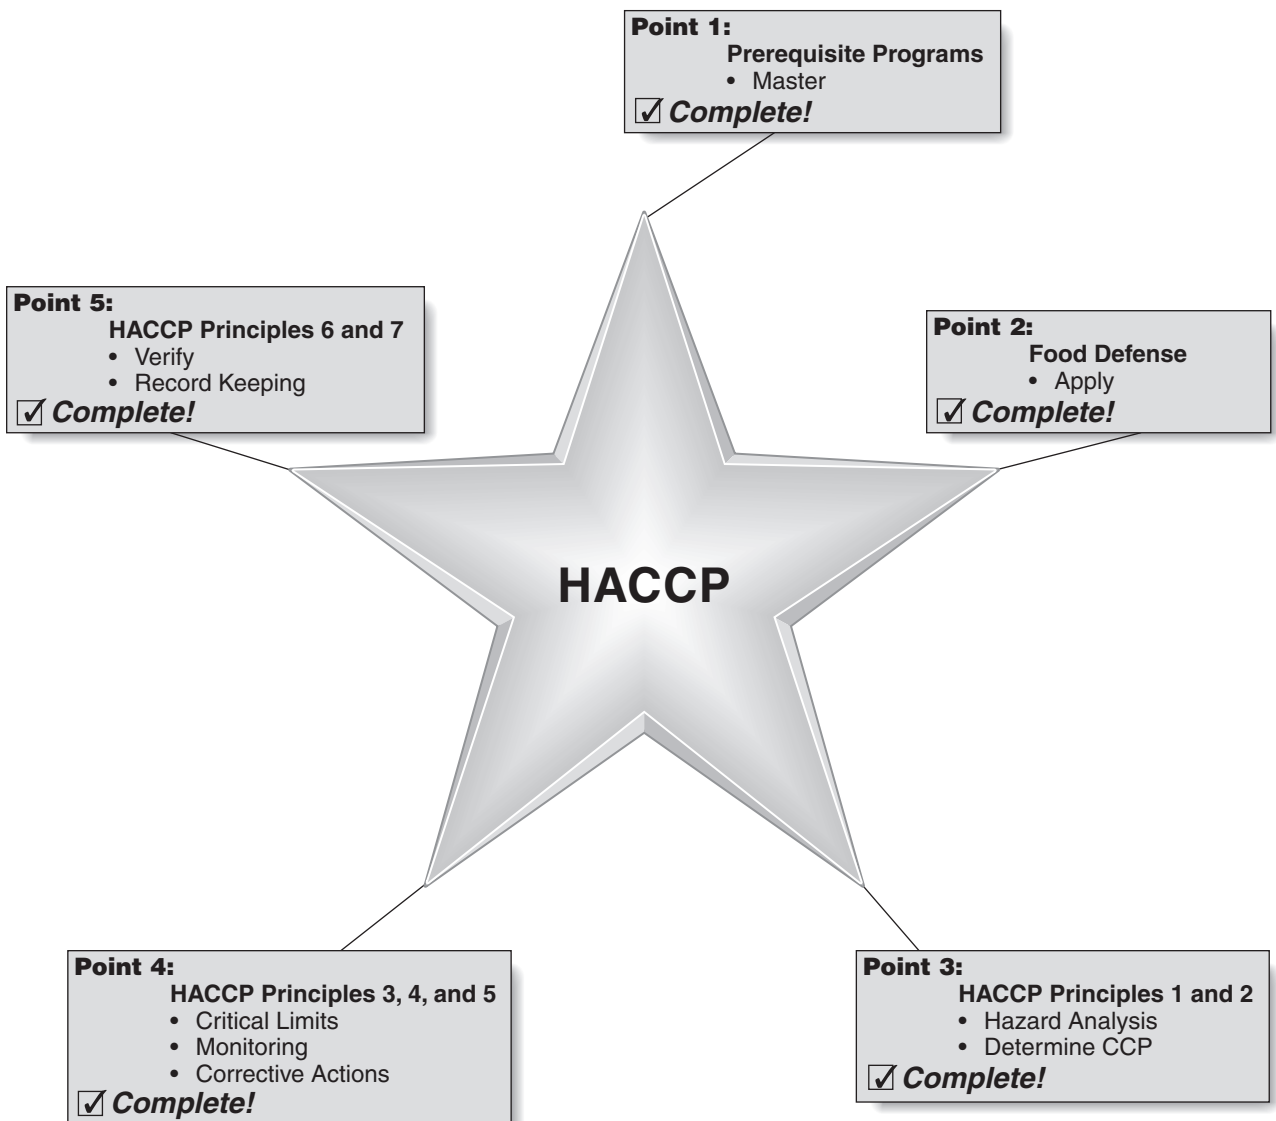 Point 1:
Prerequisite Programs
• Master
☑ Complete!
Point 5:
HACCP Principles 6 and 7
• Verify
• Record Keeping
☑ Complete!
Point 2:
Food Defense
• Apply
☑ Complete!
HACCP
Point 4:
HACCP Principles 3, 4, and 5
• Critical Limits
• Monitoring
• Corrective Actions
☑ Complete!
Point 3:
HACCP Principles 1 and 2
• Hazard Analysis
• Determine CCP
☑ Complete!